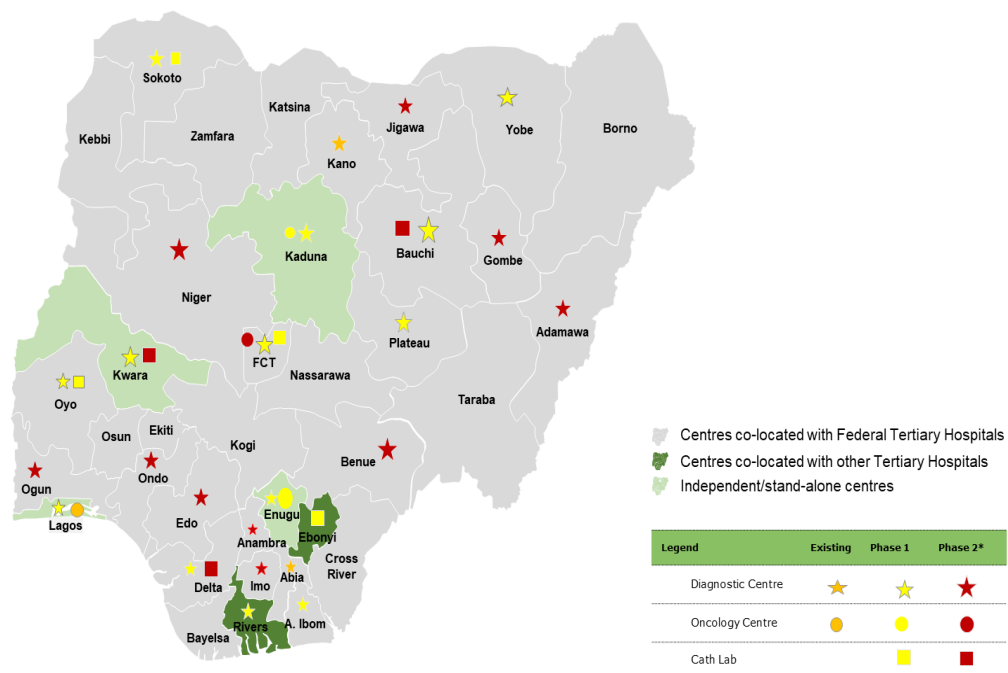 Sokoto
Katsina
Jigawa
Yobe
Borno
Kebbi
Zamfara
Kano
Kaduna
Bauchi
Gombe
Niger
Adamawa
Plateau
FCT
Kwara
Nassarawa
Taraba
Oyo
Osun
Ekiti
Kogi
Benue
Ogun
Ondo
Lagos
Edo
Enugu
Anambra
Ebonyi
Cross
River
Delta
Imo
Abia
Rivers
A. Ibom
Bayelsa
Centres co-located with Federal Tertiary Hospitals
Centres co-located with other Tertiary Hospitals
Independent/stand-alone centres
Legend Existing Phase 1 Phase 2*
Diagnostic Centre
Oncology Centre
Cath Lab